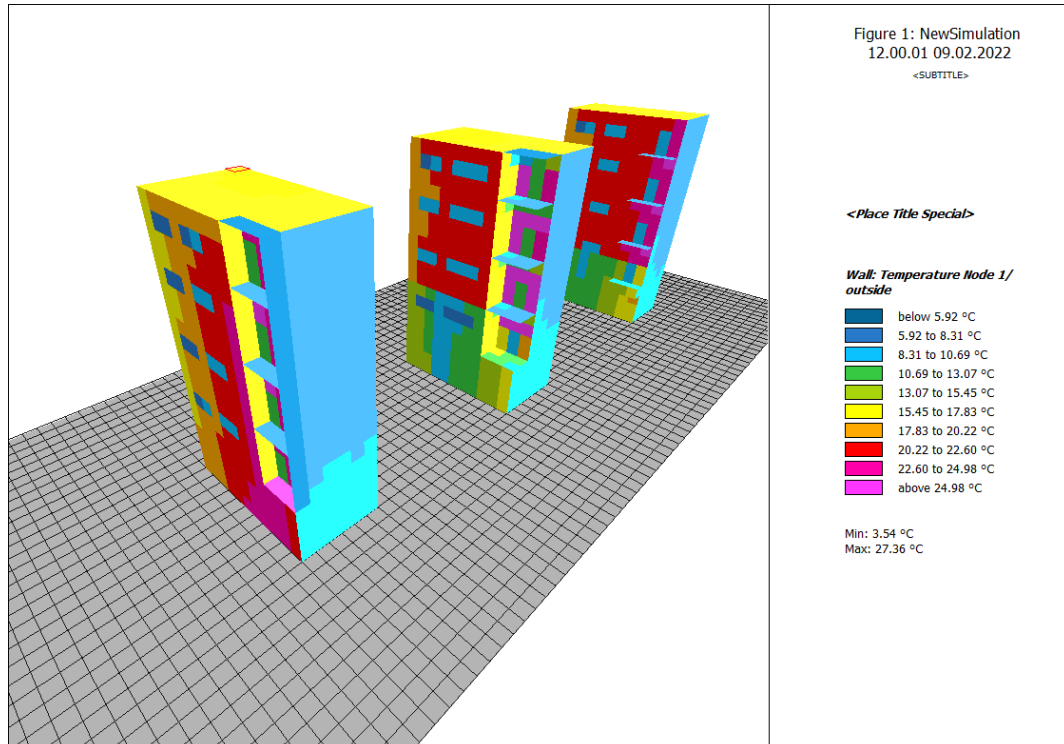 Figure 1: NewSimulation
12.00.01 09.02.2022
<SUBTITLE>
<Place Title Special>
Wall: Temperature Node 1/
outside
below 5.92 °C
5.92 to 8.31 °C
8.31 to 10.69 °C
10.69 to 13.07 °C
13.07 to 15.45 °C
15.45 to 17.83 °C
17.83 to 20.22 °C
20.22 to 22.60 °C
22.60 to 24.98 °C
above 24.98 °C
Min: 3.54 °C
Max: 27.36 °C